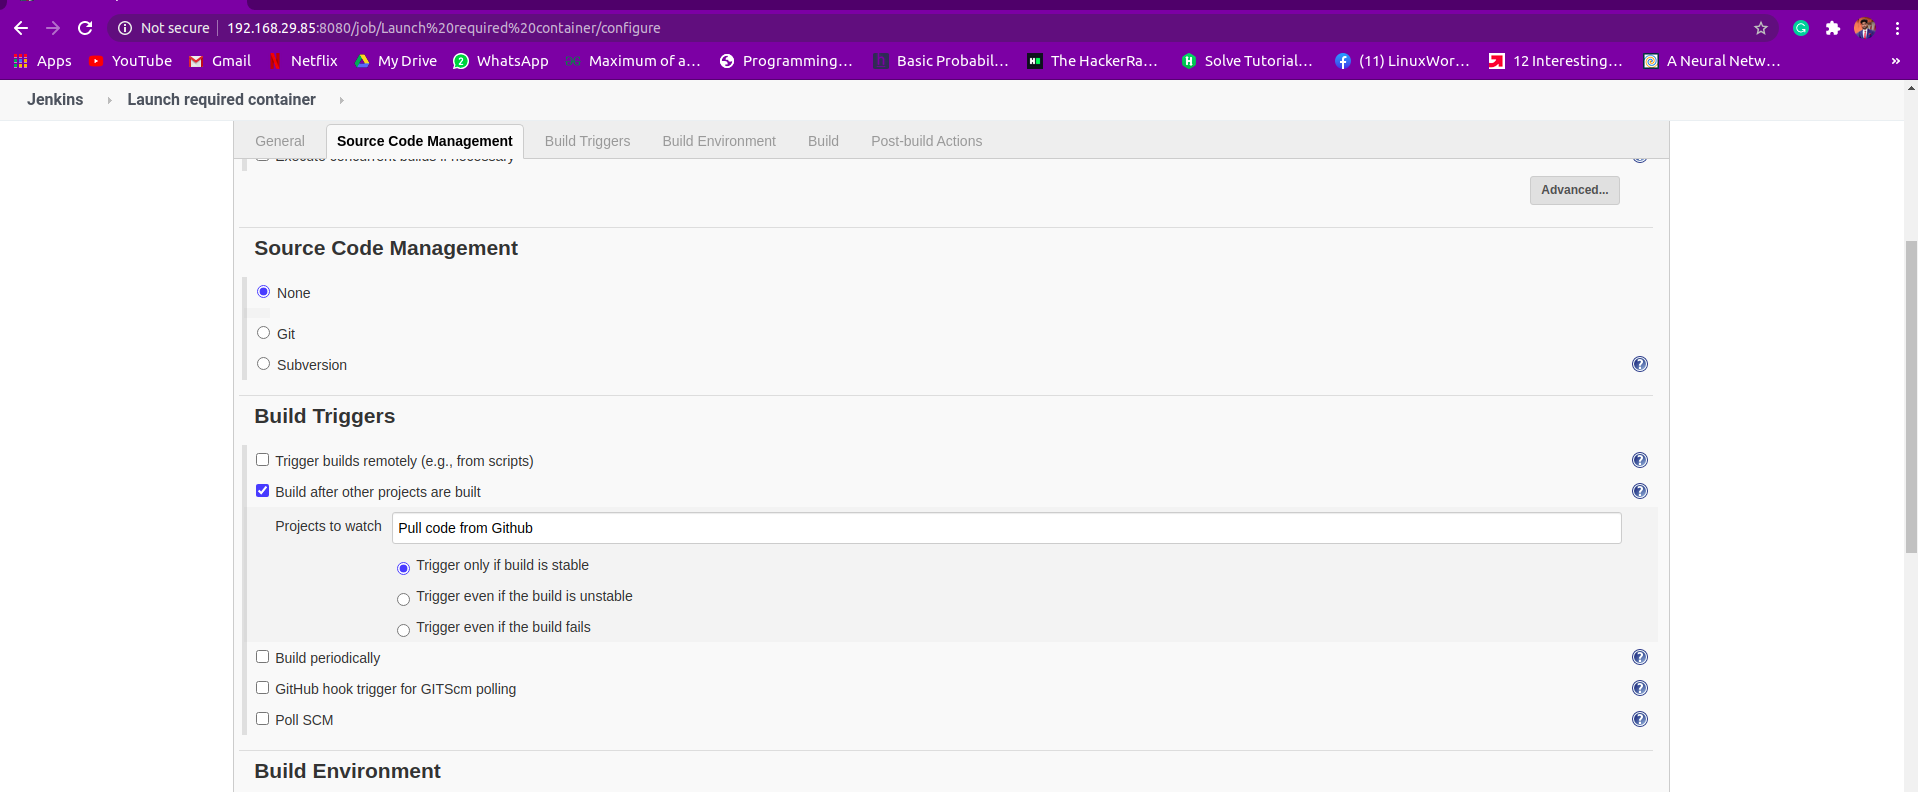 Not secure 192.168.29.85:8080/job/Launch%20required%20container/configure
Apps YouTube Gmail Netflix My Drive WhatsApp Maximum of a... Programming... Basic Probabil... The HackerRa... Solve Tutorial... (11) LinuxWor... 12 Interesting... A Neural Netw... »
Jenkins Launch required container
General Source Code Management Build Triggers Build Environment Build Post-build Actions
Execute concurrent builds if necessary
Advanced...
Source Code Management
None
Git
Subversion
Build Triggers
Trigger builds remotely (e.g., from scripts)
Build after other projects are built
Projects to watch Pull code from Github
Trigger only if build is stable
Trigger even if the build is unstable
Trigger even if the build fails
Build periodically
GitHub hook trigger for GITScm polling
Poll SCM
Build Environment